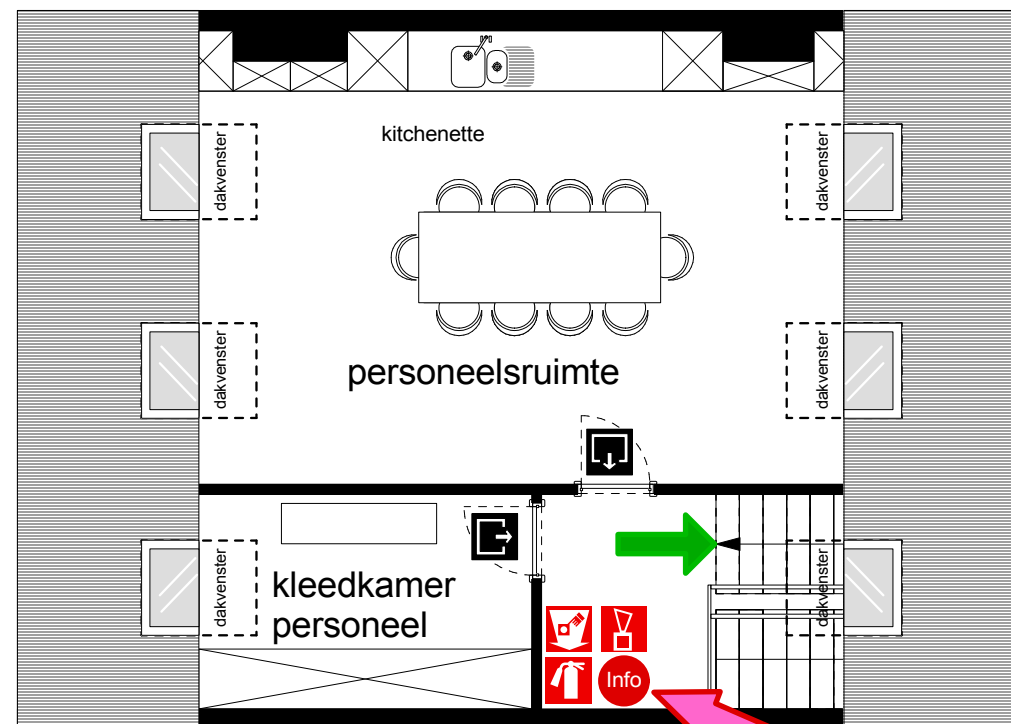 kitchenette
dakvenster
dakvenster
personeelsruimte
dakvenster
dakvenster
kleedkamer
personeel
dakvenster
dakvenster
Info